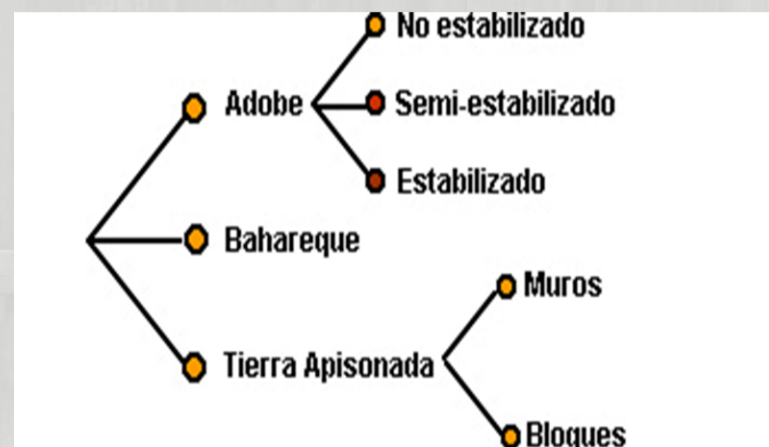 No estabilizado
Adobe
Semi-estabilizado
Estabilizado
Bahareque
Muros
Tierra Apisonada
Bloques